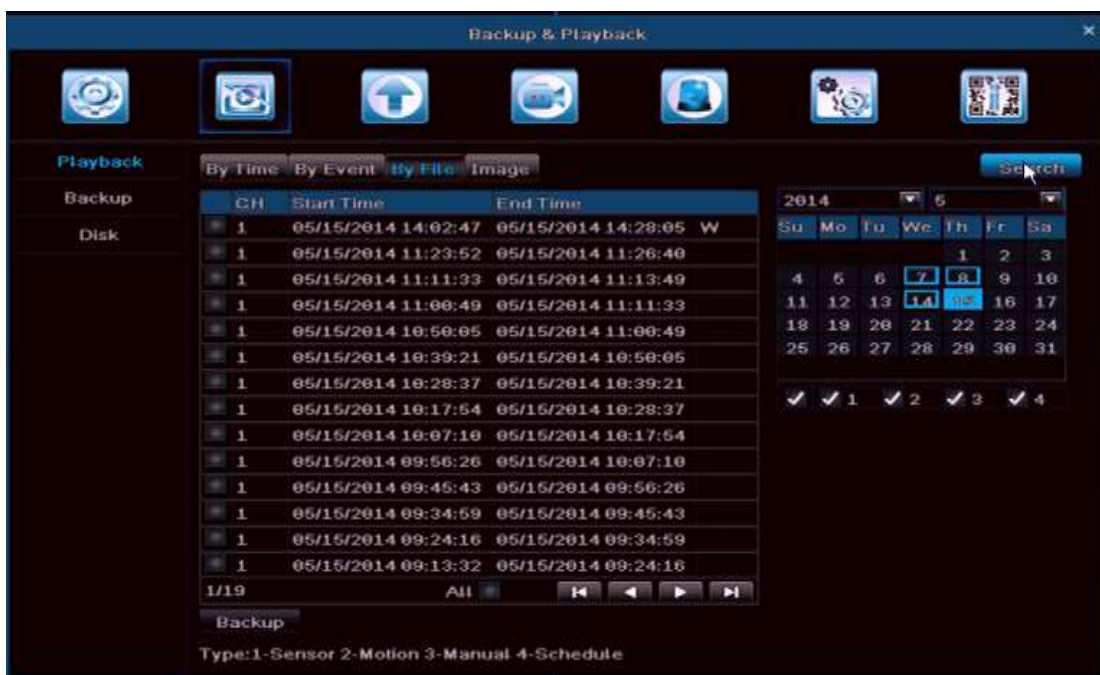 Backup & Playback
Playback
Backup
Disk
By Time By Event By File Image
Search
CH Start Time End Time
1 05/15/2014 14:02:47 05/15/2014 14:28:05 W
1 05/15/2014 11:23:52 05/15/2014 11:26:40
1 05/15/2014 11:11:33 05/15/2014 11:13:49
1 05/15/2014 11:00:49 05/15/2014 11:11:33
1 05/15/2014 10:50:05 05/15/2014 11:00:49
1 05/15/2014 10:39:21 05/15/2014 10:50:05
1 05/15/2014 10:28:37 05/15/2014 10:39:21
1 05/15/2014 10:17:54 05/15/2014 10:28:37
1 05/15/2014 10:07:10 05/15/2014 10:17:54
1 05/15/2014 09:56:26 05/15/2014 10:07:10
1 05/15/2014 09:45:43 05/15/2014 09:56:26
1 05/15/2014 09:34:59 05/15/2014 09:45:43
1 05/15/2014 09:24:16 05/15/2014 09:34:59
1 05/15/2014 09:13:32 05/15/2014 09:24:16
1/19 All
Backup
Type:1-Sensor 2-Motion 3-Manual 4-Schedule
2014 5
Su Mo Tu We Th Fr Sa
1 2 3
4 5 6 7 8 9 10
11 12 13 14 15 16 17
18 19 20 21 22 23 24
25 26 27 28 29 30 31
1 2 3 4